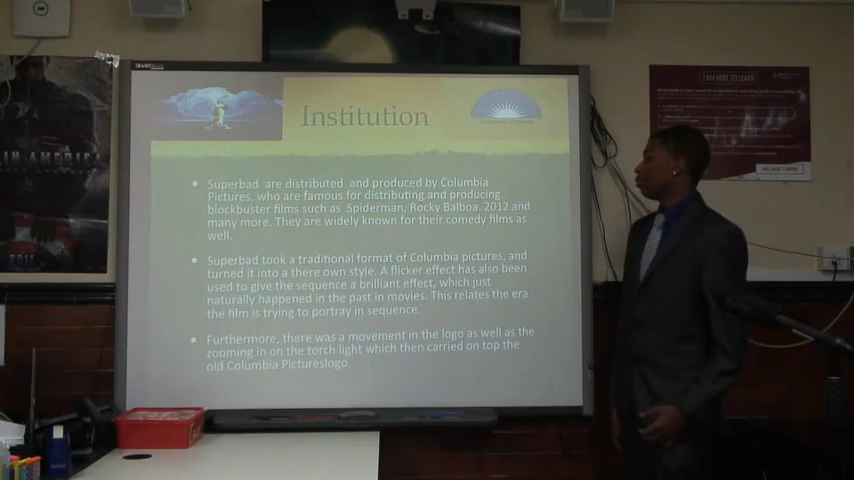 SMART Board
I AM HERE TO LEARN
Institution
Superbad are distributed and produced by Columbia
Pictures, who are famous for distributing and producing
blockbuster films such as Spiderman, Rocky Balboa. 2012 and
many more. They are widely known for their comedy films as
well.
Superbad took a traditional format of Columbia pictures, and
turned it into a there own style. A flicker effect has also been
used to give the sequence a brilliant effect, which just
naturally happened in the past in movies. This relates the era
the film is trying to portray in sequence.
Furthermore, there was a movement in the logo as well as the
zooming in on the torch light which then carried on top the
old Columbia Pictureslogo
AIN AMERICA
2011